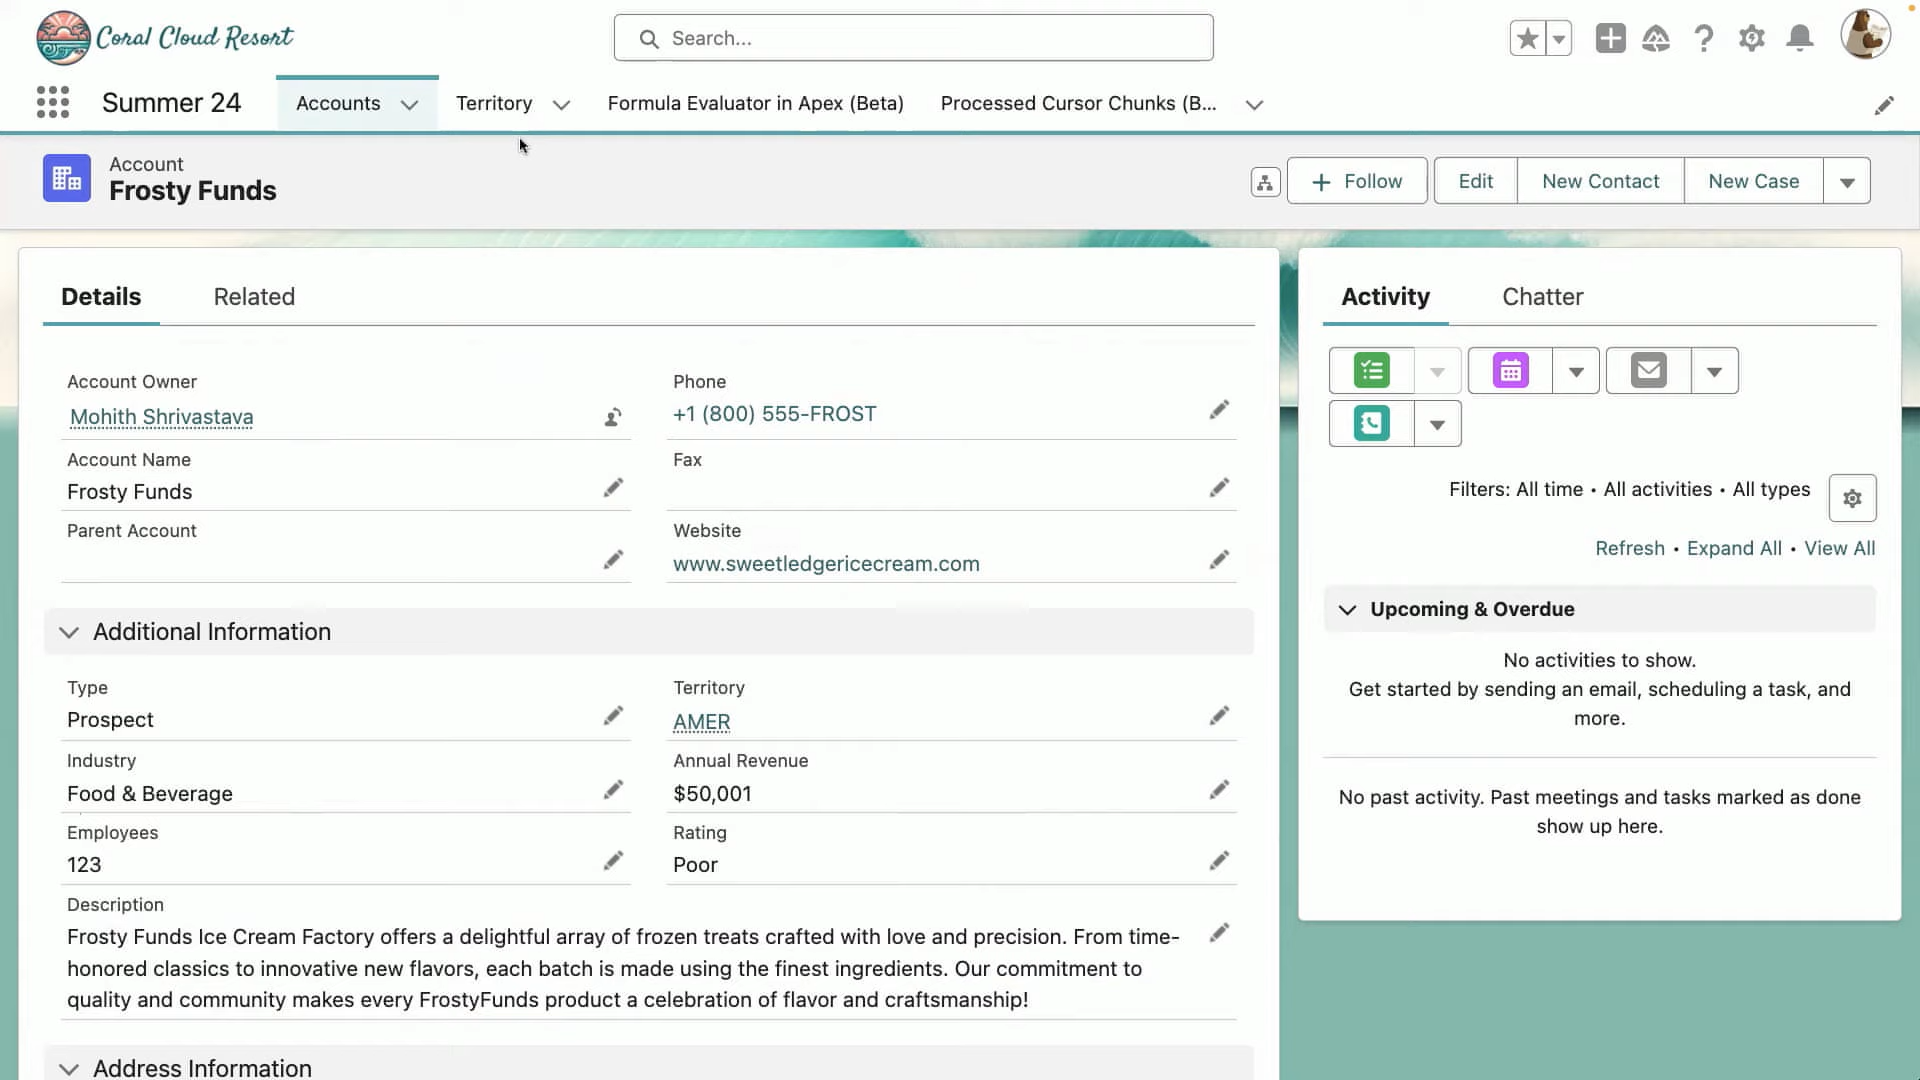 Coral Cloud Resort
Search...
Summer 24
Accounts
Territory
Formula Evaluator in Apex (Beta)
Processed Cursor Chunks (B...
Account
Frosty Funds
Follow
Edit
New Contact
New Case
Details
Related
Account Owner
Mohith Shrivastava
Phone
+1 (800) 555-FROST
Account Name
Frosty Funds
Fax
Parent Account
Website
www.sweetledgericecream.com
Additional Information
Type
Prospect
Territory
AMER
Industry
Food & Beverage
Annual Revenue
$50,001
Employees
123
Rating
Poor
Description
Frosty Funds Ice Cream Factory offers a delightful array of frozen treats crafted with love and precision. From time-
honored classics to innovative new flavors, each batch is made using the finest ingredients. Our commitment to
quality and community makes every FrostyFunds product a celebration of flavor and craftsmanship!
Address Information
Activity
Chatter
Filters: All time • All activities • All types
Refresh • Expand All • View All
Upcoming & Overdue
No activities to show.
Get started by sending an email, scheduling a task, and
more.
No past activity. Past meetings and tasks marked as done
show up here.